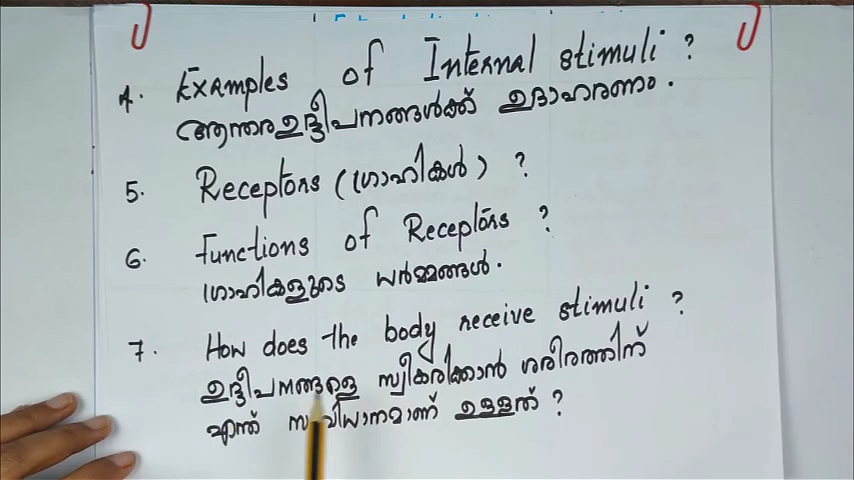 4. Examples of Internal stimuli ?
ആന്തരഉദ്ദീപനങ്ങൾക്ക് ഉദാഹരണം.
5. Receptors (ഗ്രാഹികൾ) ?
6. Functions of Receptors ?
ഗ്രാഹികളുടെ ധർമ്മങ്ങൾ.
7. How does the body receive stimuli ?
ഉദ്ദീപനങ്ങളെ സ്വീകരിക്കാൻ ശരീരത്തിന്
എന്ത് സംവിധാനമാണ് ഉള്ളത് ?